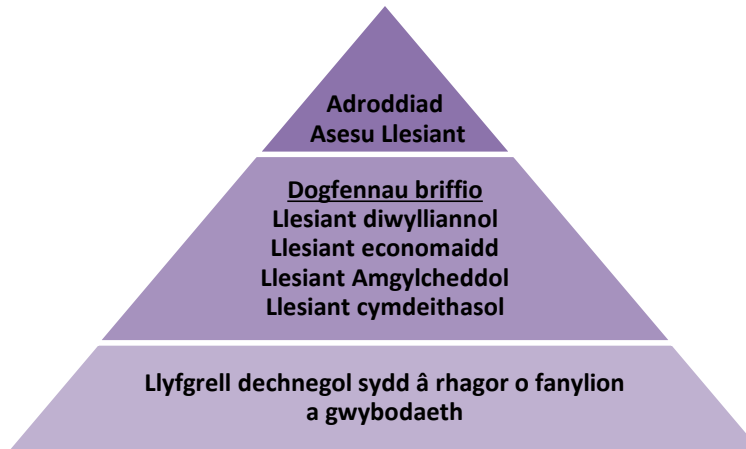 Adroddiad
Asesu Llesiant
Dogfennau briffio
Llesiant diwylliannol
Llesiant economaidd
Llesiant Amgylcheddol
Llesiant cymdeithasol
Llyfgrell dechnegol sydd â rhagor o fanylion
a gwybodaeth